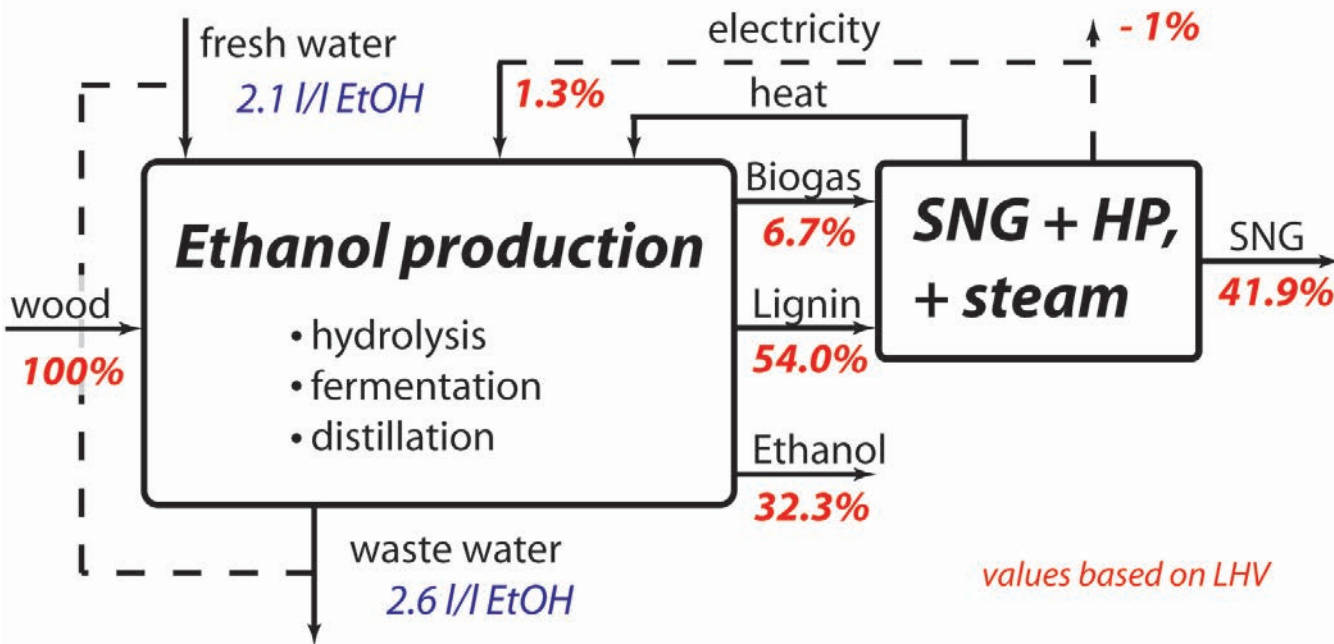 fresh water
2.1 l/l EtOH
electricity
- 1%
1.3%
heat
wood
100%
Ethanol production
• hydrolysis
• fermentation
• distillation
Biogas
6.7%
Lignin
54.0%
Ethanol
32.3%
SNG + HP,
+ steam
SNG
41.9%
waste water
2.6 l/l EtOH
values based on LHV